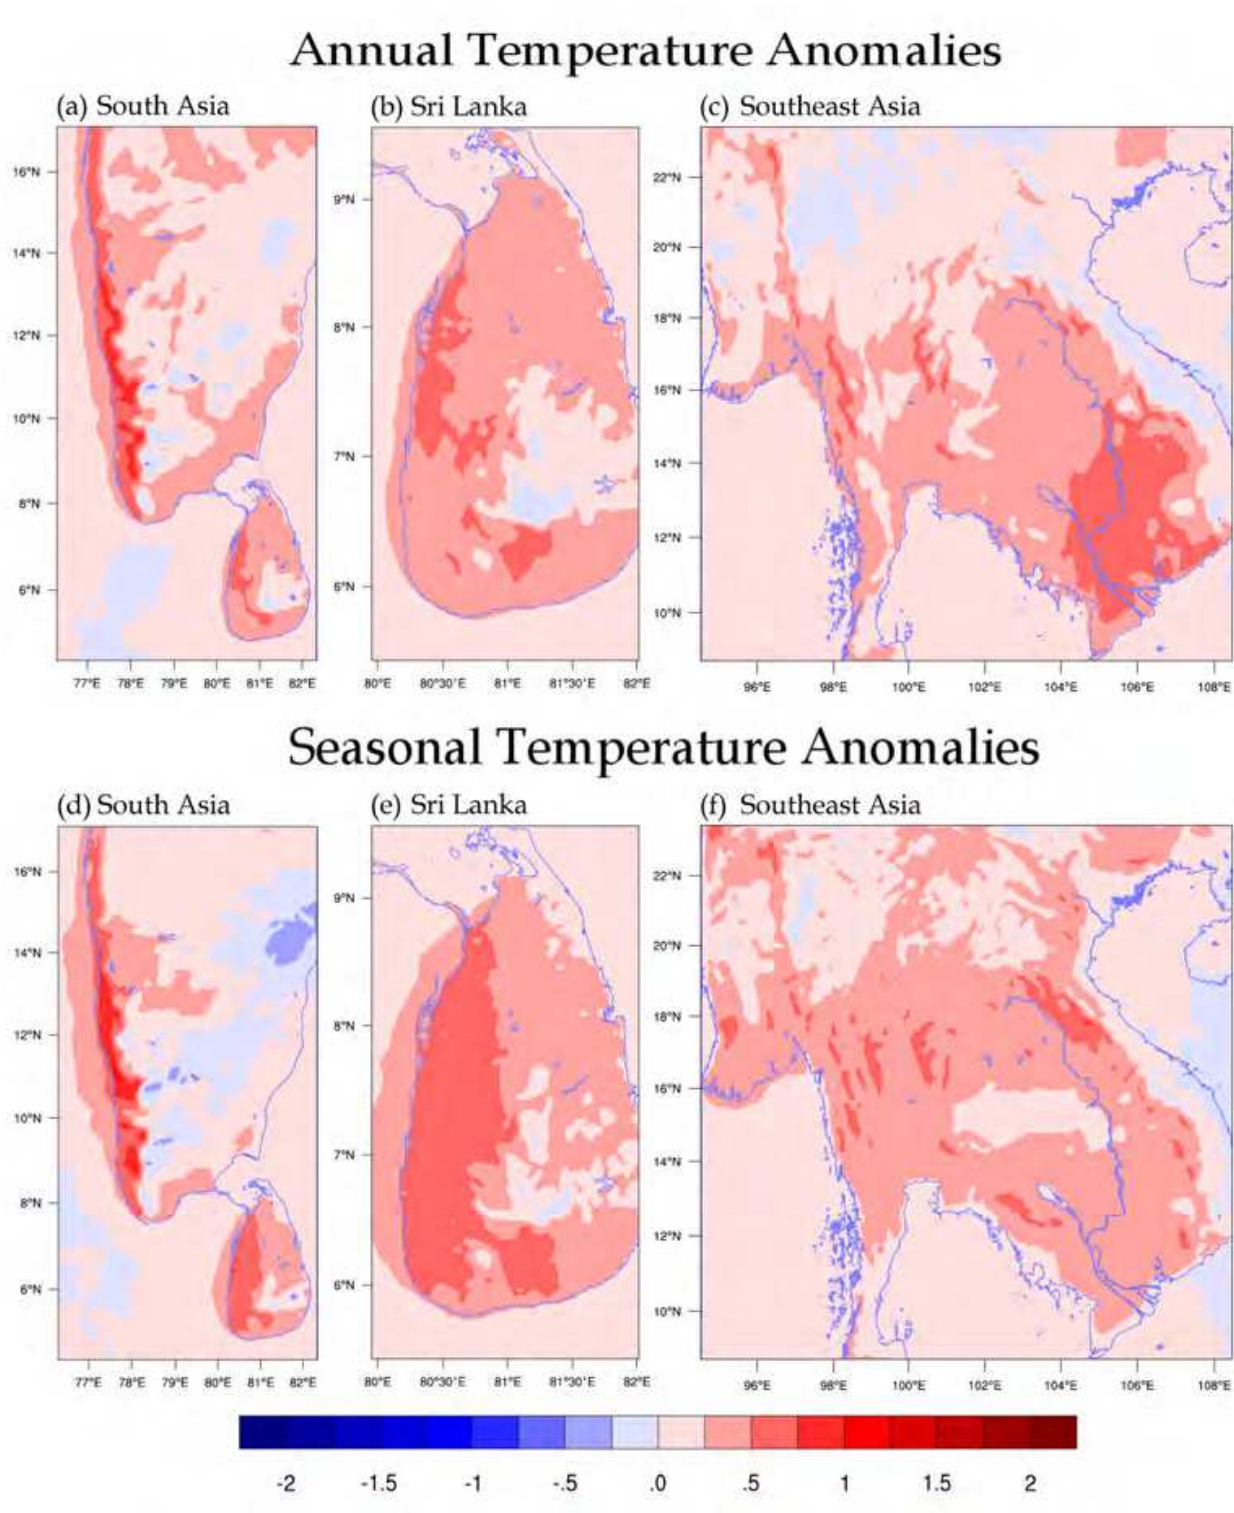 Annual Temperature Anomalies
(a) South Asia
(b) Sri Lanka
(c) Southeast Asia
16°N
14°N
12°N
10°N
8°N
6°N
77°E 78°E 79°E 80°E 81°E 82°E
9°N
8°N
7°N
6°N
80°E 80°30'E 81°E 81°30'E 82°E
22°N
20°N
18°N
16°N
14°N
12°N
10°N
96°E 98°E 100°E 102°E 104°E 106°E 108°E
Seasonal Temperature Anomalies
(d) South Asia
(e) Sri Lanka
(f) Southeast Asia
16°N
14°N
12°N
10°N
8°N
6°N
77°E 78°E 79°E 80°E 81°E 82°E
9°N
8°N
7°N
6°N
80°E 80°30'E 81°E 81°30'E 82°E
22°N
20°N
18°N
16°N
14°N
12°N
10°N
96°E 98°E 100°E 102°E 104°E 106°E 108°E
-2 -1.5 -1 -.5 .0 .5 1 1.5 2